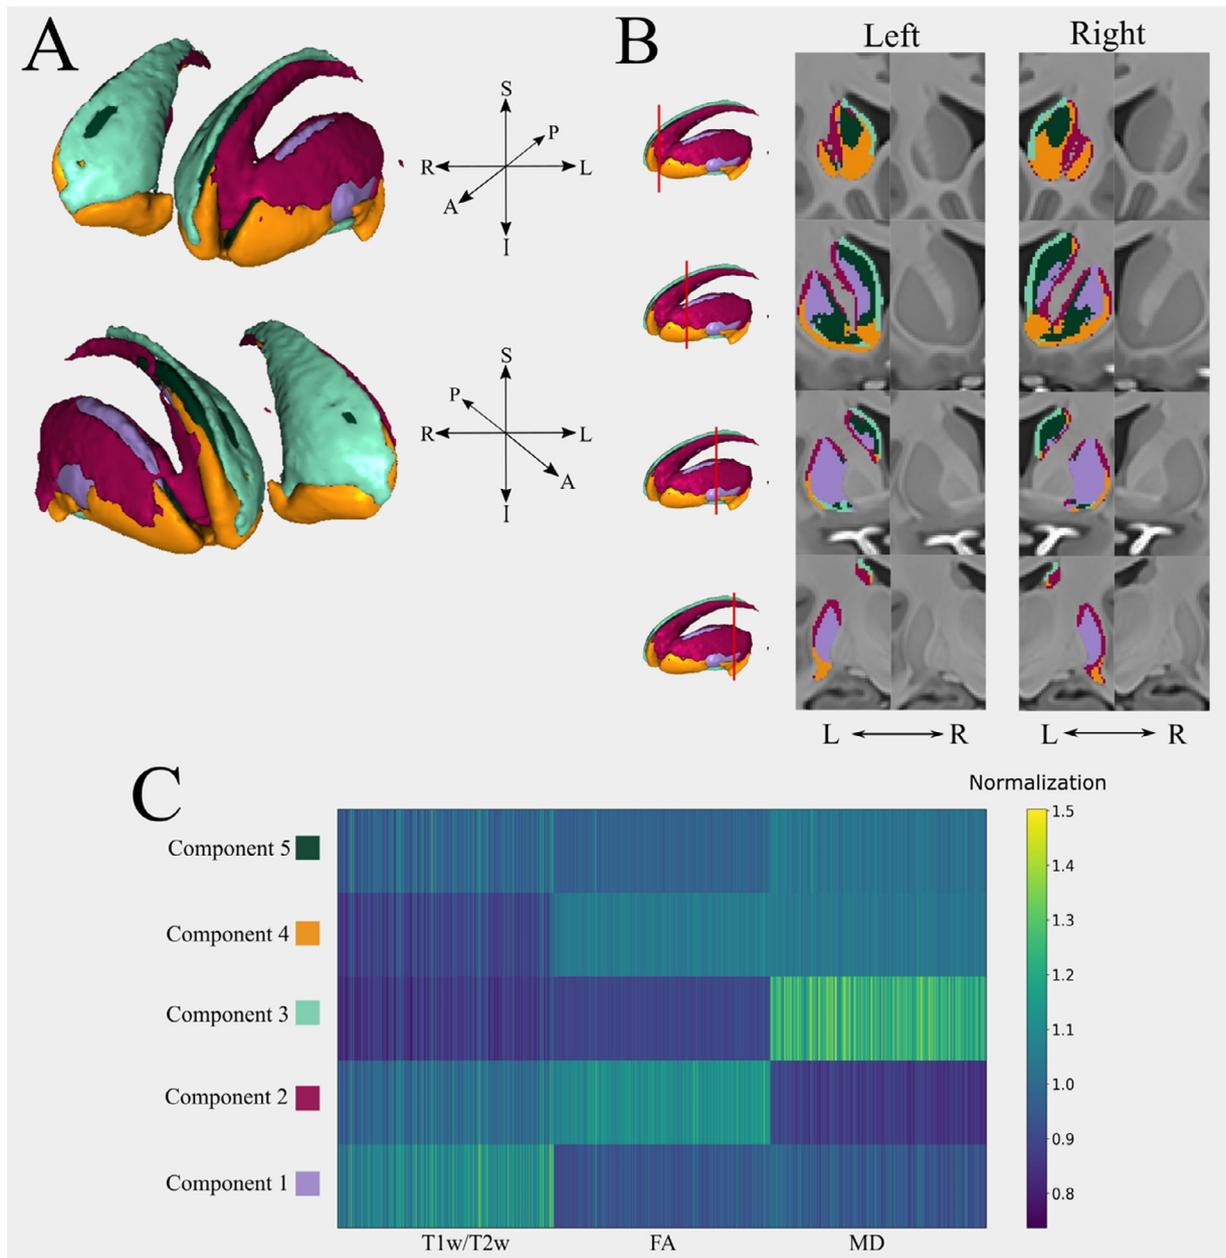 A
S
P
R
L
A
I
S
P
R
L
A
I
B
Left
Right
L
R
L
R
C
Normalization
Component 5
Component 4
Component 3
Component 2
Component 1
T1w/T2w
FA
MD
1.5
1.4
1.3
1.2
1.1
1.0
0.9
0.8